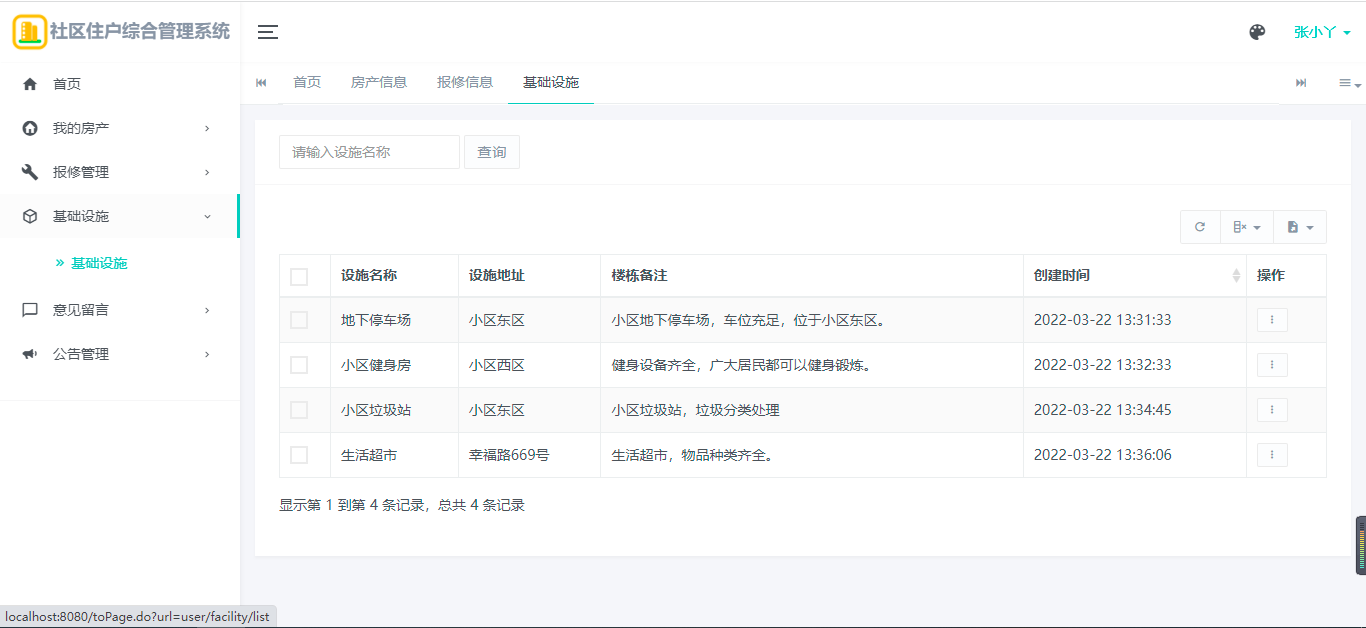 社区住户综合管理系统
张小丫
首页
我的房产
报修管理
基础设施
» 基础设施
意见留言
公告管理
首页 房产信息 报修信息 基础设施
请输入设施名称 查询
设施名称 设施地址 楼栋备注 创建时间 操作
地下停车场 小区东区 小区地下停车场，车位充足，位于小区东区。 2022-03-22 13:31:33
小区健身房 小区西区 健身设备齐全，广大居民都可以健身锻炼。 2022-03-22 13:32:33
小区垃圾站 小区东区 小区垃圾站，垃圾分类处理 2022-03-22 13:34:45
生活超市 幸福路669号 生活超市，物品种类齐全。 2022-03-22 13:36:06
显示第 1 到第 4 条记录，总共 4 条记录
localhost:8080/toPage.do?url=user/facility/list